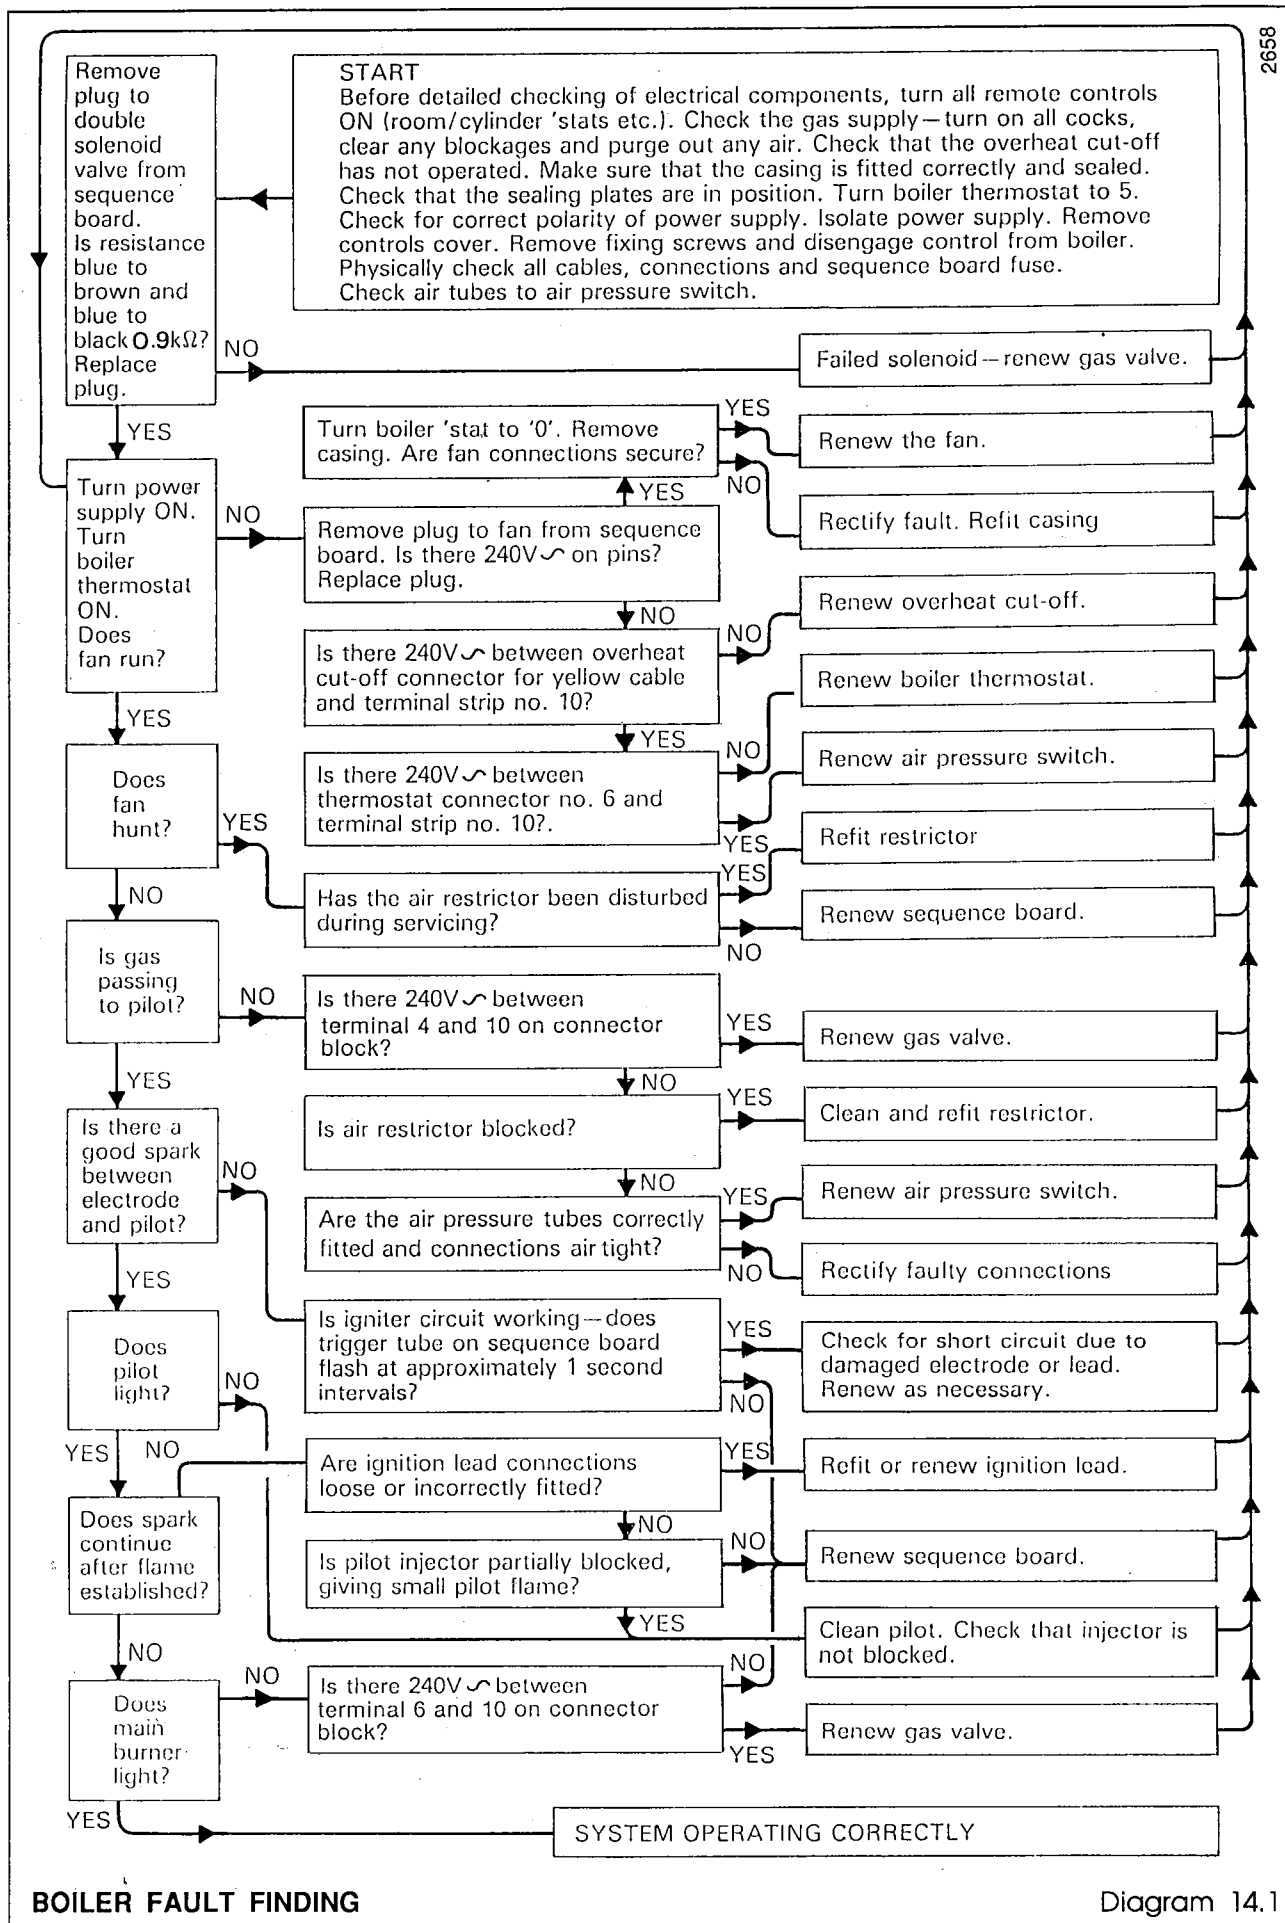 2658
START
Before detailed checking of electrical components, turn all remote controls
ON (room/cylinder 'stats etc.). Check the gas supply—turn on all cocks,
clear any blockages and purge out any air. Check that the overheat cut-off
has not operated. Make sure that the casing is fitted correctly and sealed.
Check that the sealing plates are in position. Turn boiler thermostat to 5.
Check for correct polarity of power supply. Isolate power supply. Remove
controls cover. Remove fixing screws and disengage control from boiler.
Physically check all cables, connections and sequence board fuse.
Check air tubes to air pressure switch.
Remove
plug to
double
solenoid
valve from
sequence
board.
Is resistance
blue to
brown and
blue to
black 0.9kΩ?
Replace
plug.
NO
Failed solenoid—renew gas valve.
YES
Turn power
supply ON.
Turn
boiler
thermostat
ON.
Does
fan run?
NO
Remove plug to fan from sequence
board. Is there 240V∿ on pins?
Replace plug.
YES
Turn boiler 'stat to '0'. Remove
casing. Are fan connections secure?
YES
Renew the fan.
NO
Rectify fault. Refit casing
NO
Is there 240V∿ between overheat
cut-off connector for yellow cable
and terminal strip no. 10?
NO
Renew overheat cut-off.
YES
Is there 240V∿ between
thermostat connector no. 6 and
terminal strip no. 10?.
NO
Renew boiler thermostat.
YES
Renew air pressure switch.
YES
Does
fan
hunt?
YES
Has the air restrictor been disturbed
during servicing?
YES
Refit restrictor
NO
Renew sequence board.
NO
Is gas
passing
to pilot?
NO
Is there 240V∿ between
terminal 4 and 10 on connector
block?
YES
Renew gas valve.
NO
Is air restrictor blocked?
YES
Clean and refit restrictor.
NO
Are the air pressure tubes correctly
fitted and connections air tight?
YES
Renew air pressure switch.
NO
Rectify faulty connections
YES
Is there a
good spark
between
electrode
and pilot?
NO
Is igniter circuit working—does
trigger tube on sequence board
flash at approximately 1 second
intervals?
YES
Check for short circuit due to
damaged electrode or lead.
Renew as necessary.
NO
YES
Does
pilot
light?
NO
YES
Does spark
continue
after flame
established?
NO
Are ignition lead connections
loose or incorrectly fitted?
YES
Refit or renew ignition lead.
NO
Is pilot injector partially blocked,
giving small pilot flame?
NO
Renew sequence board.
YES
Clean pilot. Check that injector is
not blocked.
NO
Does
main
burner
light?
NO
Is there 240V∿ between
terminal 6 and 10 on connector
block?
NO
YES
Renew gas valve.
YES
SYSTEM OPERATING CORRECTLY
BOILER FAULT FINDING
Diagram 14.1